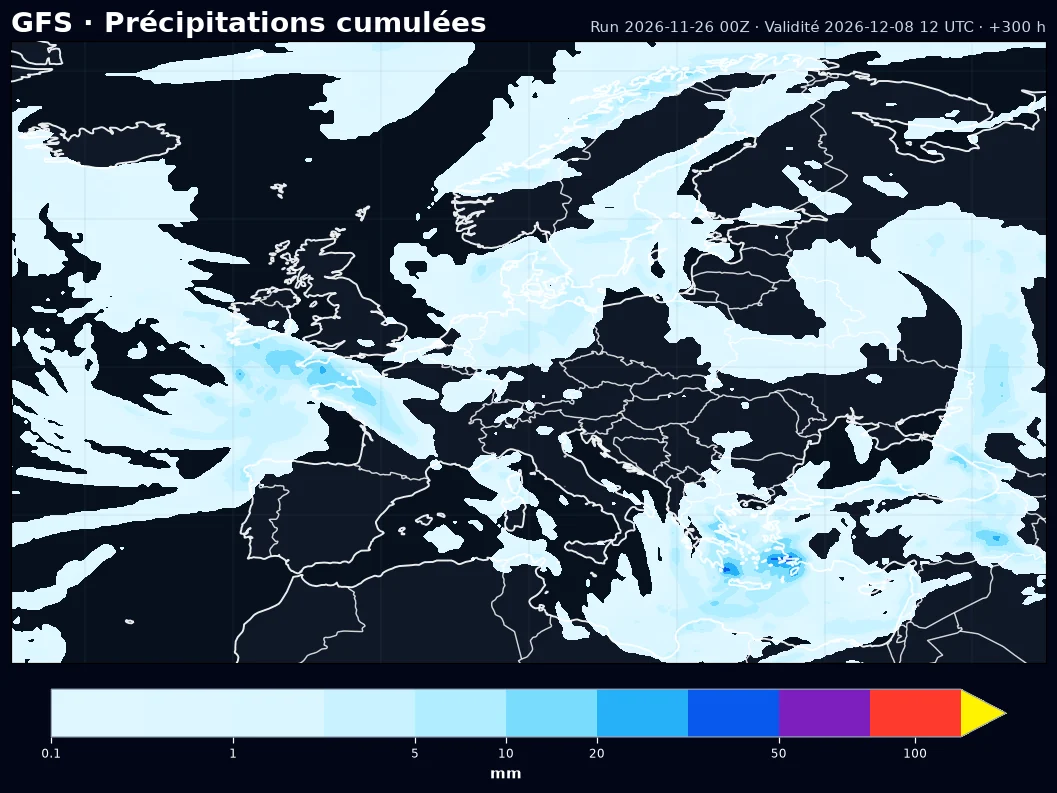 GFS · Précipitations cumulées
Run 2026-11-26 00Z · Validité 2026-12-08 12 UTC · +300 h
0.1 1 5 10 20 50 100
mm